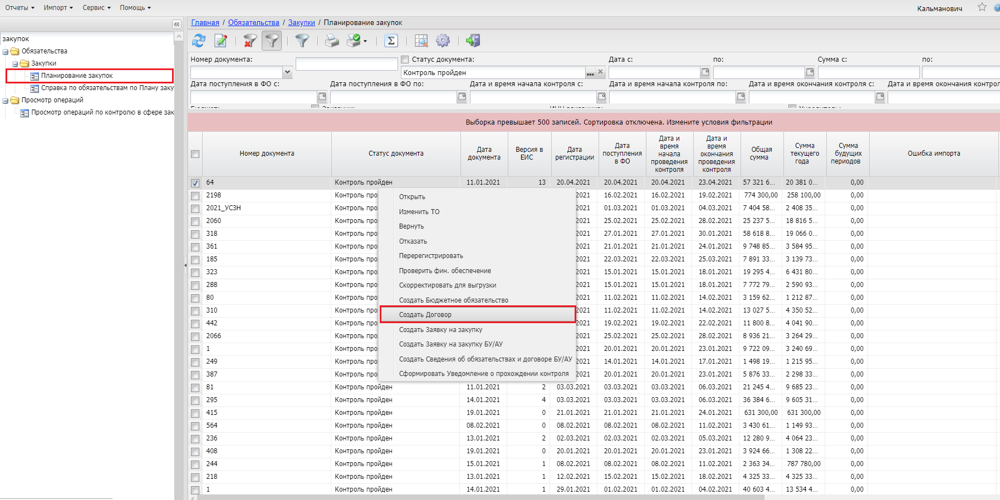 Отчеты Импорт Сервис Помощь Кальманович
закупок
Обязательства
Закупки
Планирование закупок
Справка по обязательствам по Плану заку
Просмотр операций
Просмотр операций по контролю в сфере зак
Главная / Обязательства / Закупки / Планирование закупок
Номер документа: Статус документа: Дата с: по: Сумма с: по:
Контроль пройден
Дата поступления в ФО с: Дата поступления в ФО по: Дата и время начала контроля с: Дата и время начала контроля по: Дата и время окончания контроля с: Дата и время окончания контрол
Выборка превышает 500 записей. Сортировка отключена. Измените условия фильтрации
Номер документа Статус документа Дата документа Версия в ЕИС Дата регистрации Дата поступления в ФО Дата и время начала проведения контроля Дата и время окончания проведения контроля Общая сумма Сумма текущего года Сумма будущих периодов Ошибка импорта
64 Контроль пройден 11.01.2021 13 20.04.2021 20.04.2021 20.04.2021 23.04.2021 57 321 6... 20 381 0... 0,00
2198 Контроль про 2021 16.02.2021 16.02.2021 19.02.2021 774 300,00 258 100,00 0,00
2021_УСЗН Контроль про 2021 01.03.2021 01.03.2021 04.03.2021 7 404 58... 2 408 35... 0,00
2060 Контроль про 2021 25.02.2021 25.02.2021 28.02.2021 25 237 5... 18 816 5... 0,00
318 Контроль про 2021 27.01.2021 27.01.2021 30.01.2021 58 618 8... 19 066 0... 0,00
361 Контроль про 2021 21.01.2021 21.01.2021 24.01.2021 9 748 85... 3 584 95... 0,00
185 Контроль про 2021 22.03.2021 22.03.2021 25.03.2021 7 891 33... 3 139 73... 0,00
323 Контроль про 2021 15.01.2021 15.01.2021 18.01.2021 19 295 4... 6 431 80... 0,00
288 Контроль про 2021 15.01.2021 15.01.2021 18.01.2021 7 772 79... 2 590 93... 0,00
80 Контроль про 2021 11.02.2021 11.02.2021 14.02.2021 3 159 62... 1 212 87... 0,00
310 Контроль про 2021 11.02.2021 11.02.2021 14.02.2021 13 027 5... 4 350 52... 0,00
442 Контроль про 2021 19.02.2021 19.02.2021 22.02.2021 11 800 8... 4 041 90... 0,00
2066 Контроль про 2021 25.02.2021 25.02.2021 28.02.2021 8 936 21... 3 264 29... 0,00
1 Контроль про 2021 20.01.2021 20.01.2021 23.01.2021 9 722 09... 3 240 69... 0,00
249 Контроль про 2021 14.01.2021 14.01.2021 17.01.2021 1 498 19... 1 215 95... 0,00
387 Контроль про 2021 20.01.2021 20.01.2021 23.01.2021 5 876 33... 2 298 33... 0,00
Открыть
Изменить ТО
Вернуть
Отказать
Перерегистрировать
Проверить фин. обеспечение
Скорректировать для выгрузки
Создать Бюджетное обязательство
Создать Договор
Создать Заявку на закупку
Создать Заявку на закупку БУ/АУ
Создать Сведения об обязательствах и договоре БУ/АУ
Сформировать Уведомление о прохождении контроля
81 Контроль пройден 11.01.2021 2 03.03.2021 03.03.2021 03.03.2021 06.03.2021 21 245 4... 9 685 23... 0,00
295 Контроль пройден 14.01.2021 4 03.03.2021 03.03.2021 03.03.2021 06.03.2021 36 384 6... 9 605 31... 0,00
415 Контроль пройден 19.01.2021 0 21.01.2021 21.01.2021 21.01.2021 24.01.2021 631 300,00 631 300,00 0,00
564 Контроль пройден 08.02.2021 0 08.02.2021 08.02.2021 08.02.2021 11.02.2021 3 430 61... 1 149 93... 0,00
236 Контроль пройден 13.01.2021 2 02.03.2021 02.03.2021 02.03.2021 05.03.2021 12 280 9... 4 064 23... 0,00
408 Контроль пройден 19.01.2021 0 20.01.2021 20.01.2021 20.01.2021 23.01.2021 3 924 66... 1 308 22... 0,00
244 Контроль пройден 15.01.2021 1 08.02.2021 08.02.2021 08.02.2021 11.02.2021 2 363 34... 787 780,00 0,00
218 Контроль пройден 13.01.2021 1 12.02.2021 15.02.2021 15.02.2021 18.02.2021 4 325 33... 4 325 33... 0,00
1 Контроль пройден 14.01.2021 1 29.01.2021 01.02.2021 01.02.2021 04.02.2021 40 603 4... 13 534 4... 0,00